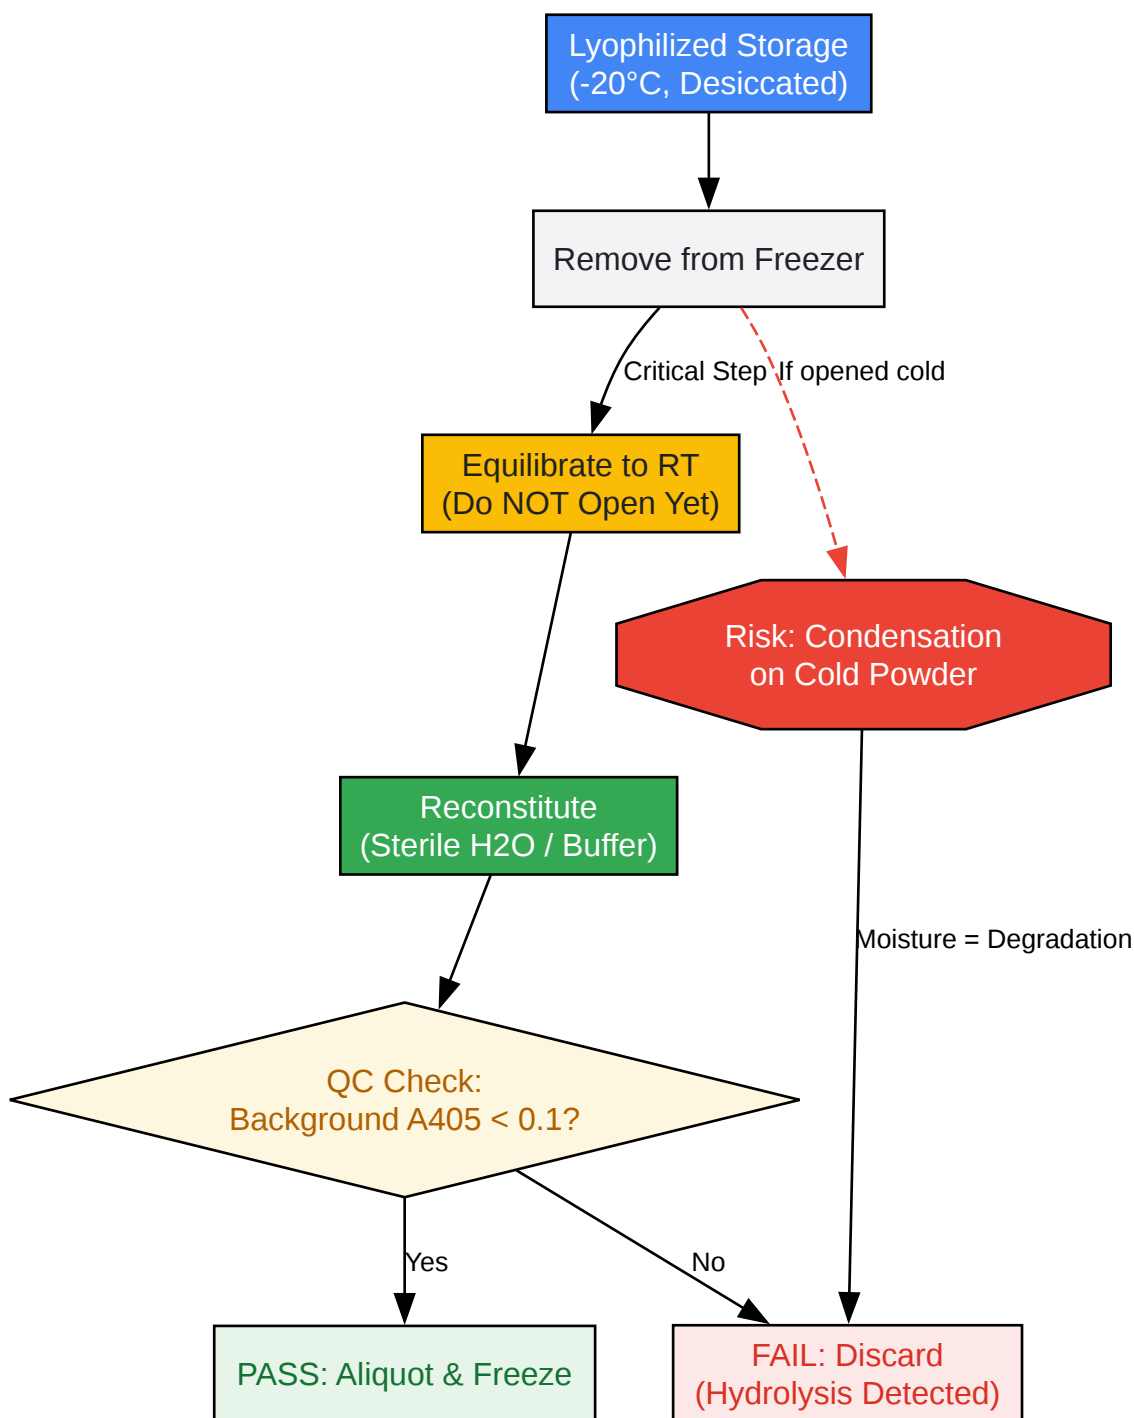 Lyophilized Storage
(-20°C, Desiccated)
Remove from Freezer
Critical Step
If opened cold
Equilibrate to RT
(Do NOT Open Yet)
Risk: Condensation
on Cold Powder
Reconstitute
(Sterile H2O / Buffer)
Moisture = Degradation
QC Check:
Background A405 < 0.1?
Yes
No
PASS: Aliquot & Freeze
FAIL: Discard
(Hydrolysis Detected)